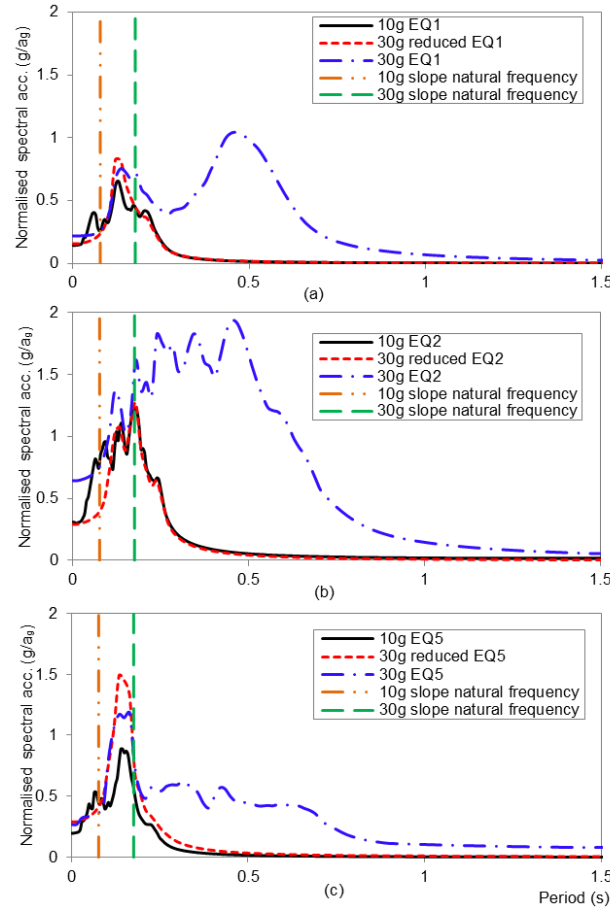 Normalised spectral acc. (g/ag)
2
1.5
1
0.5
0
10g EQ1
30g reduced EQ1
30g EQ1
10g slope natural frequency
30g slope natural frequency
0 0.5 1 1.5
(a)
Normalised spectral acc. (g/ag)
2
1.5
1
0.5
0
10g EQ2
30g reduced EQ2
30g EQ2
10g slope natural frequency
30g slope natural frequency
0 0.5 1 1.5
(b)
Normalised spectral acc. (g/ag)
2
1.5
1
0.5
0
10g EQ5
30g reduced EQ5
30g EQ5
10g slope natural frequency
30g slope natural frequency
0 0.5 1 1.5
(c) Period (s)